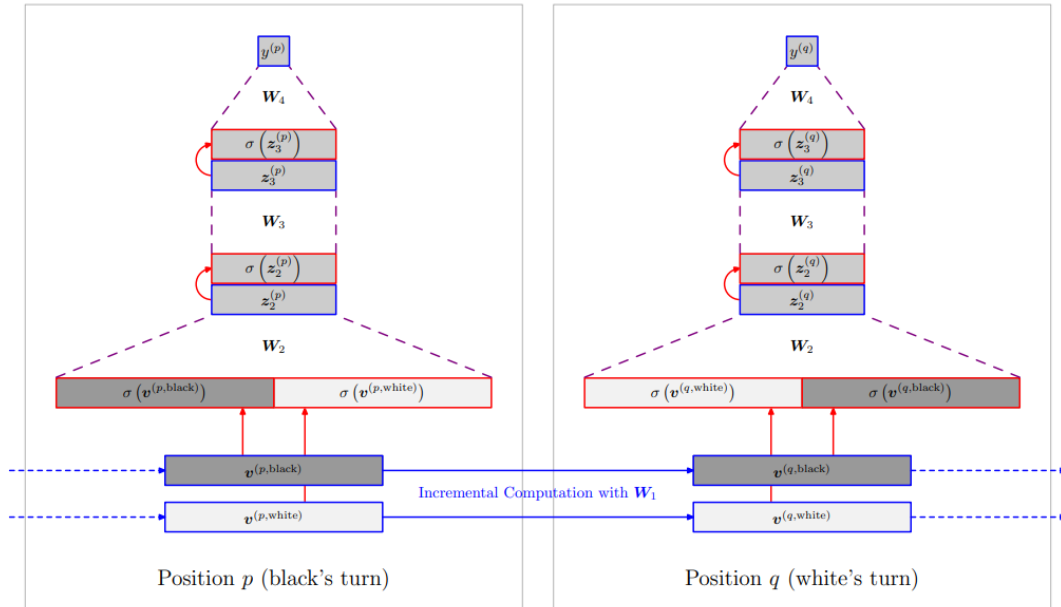 y^(p)
W_4
σ(z_3^(p))
z_3^(p)
W_3
σ(z_2^(p))
z_2^(p)
W_2
σ(v^(p,black)) σ(v^(p,white))
v^(p,black)
v^(p,white)
Position p (black's turn)
Incremental Computation with W_1
y^(q)
W_4
σ(z_3^(q))
z_3^(q)
W_3
σ(z_2^(q))
z_2^(q)
W_2
σ(v^(q,white)) σ(v^(q,black))
v^(q,black)
v^(q,white)
Position q (white's turn)